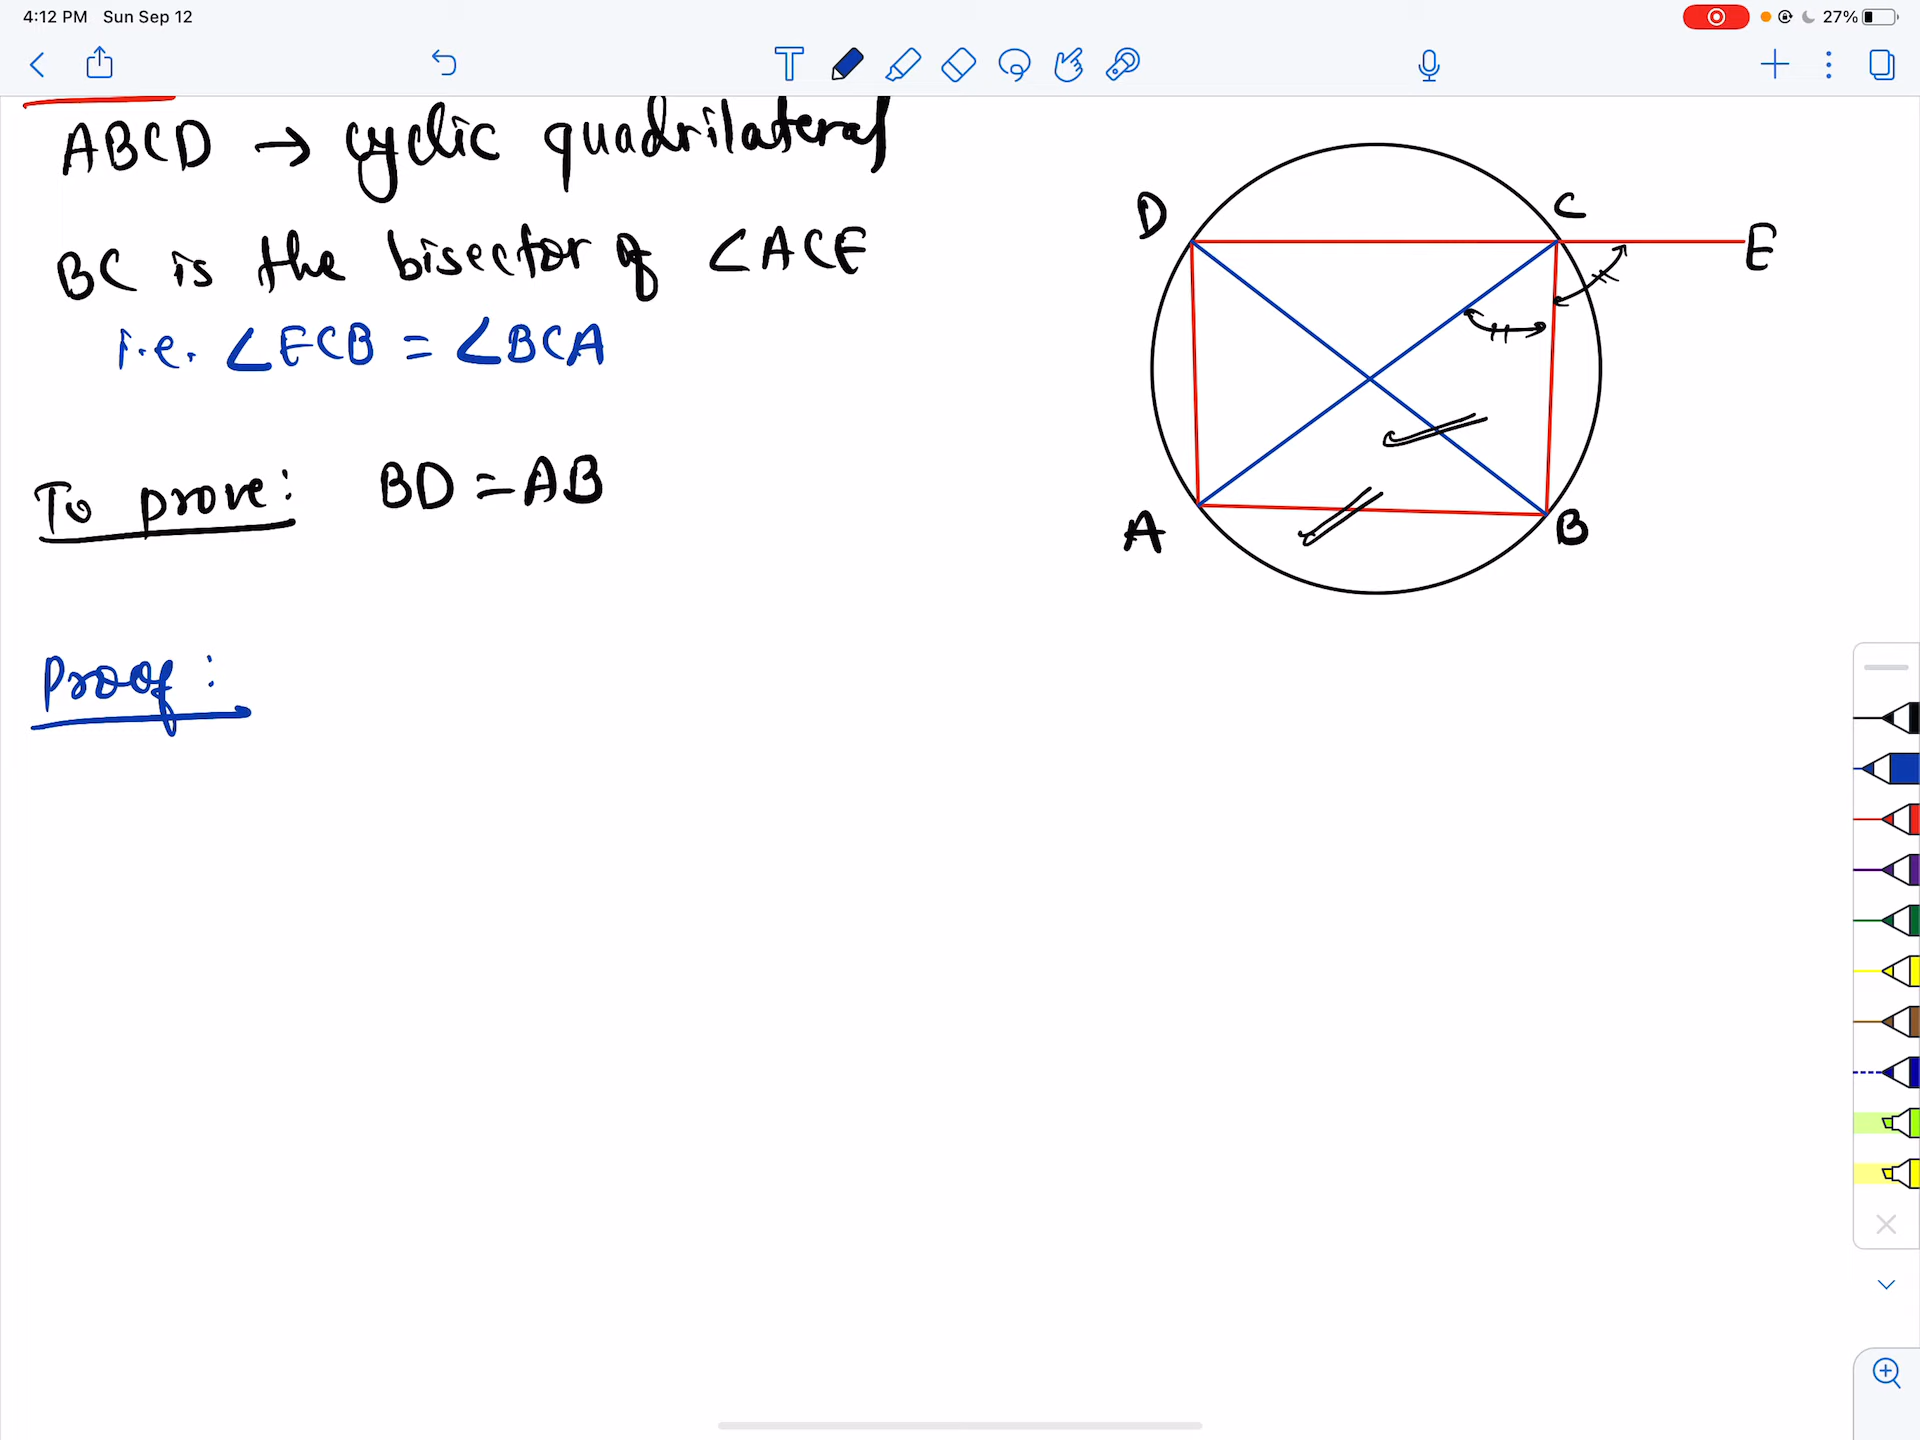 4:12 PM Sun Sep 12
27%
T
ABCD → cyclic quadrilateral
BC is the bisector of ∠ACE
i.e. ∠ECB = ∠BCA
To prove: BD = AB
Proof:
D
C
E
A
B